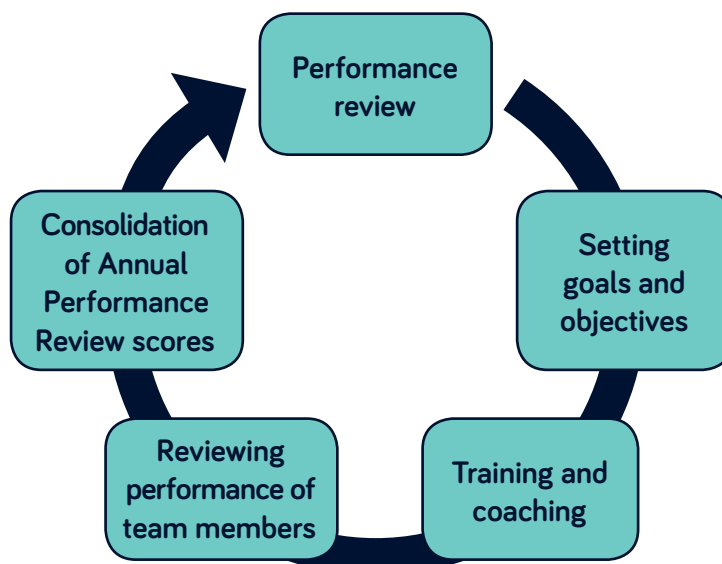 Performance
review
Setting
goals and
objectives
Training and
coaching
Reviewing
performance of
team members
Consolidation
of Annual
Performance
Review scores